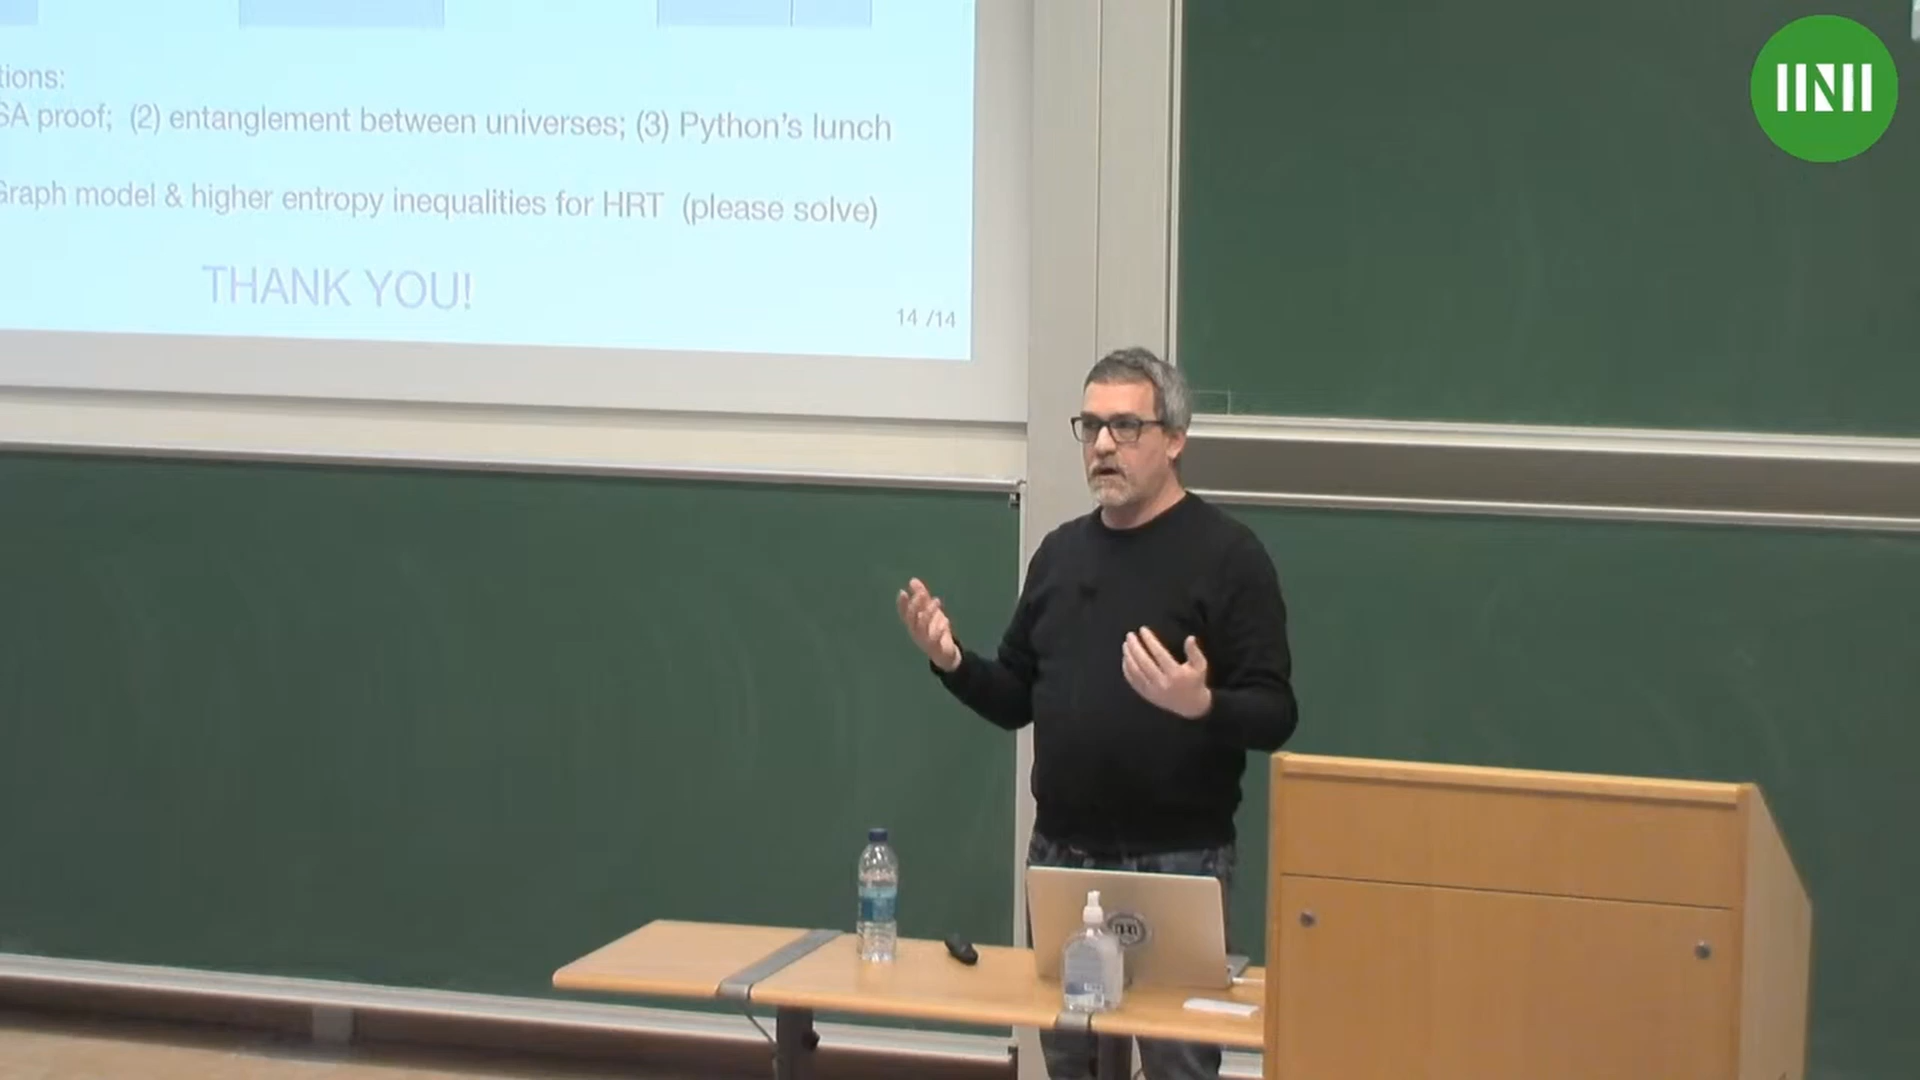 tions:
SA proof; (2) entanglement between universes; (3) Python's lunch
Graph model & higher entropy inequalities for HRT (please solve)
THANK YOU!
14 /14